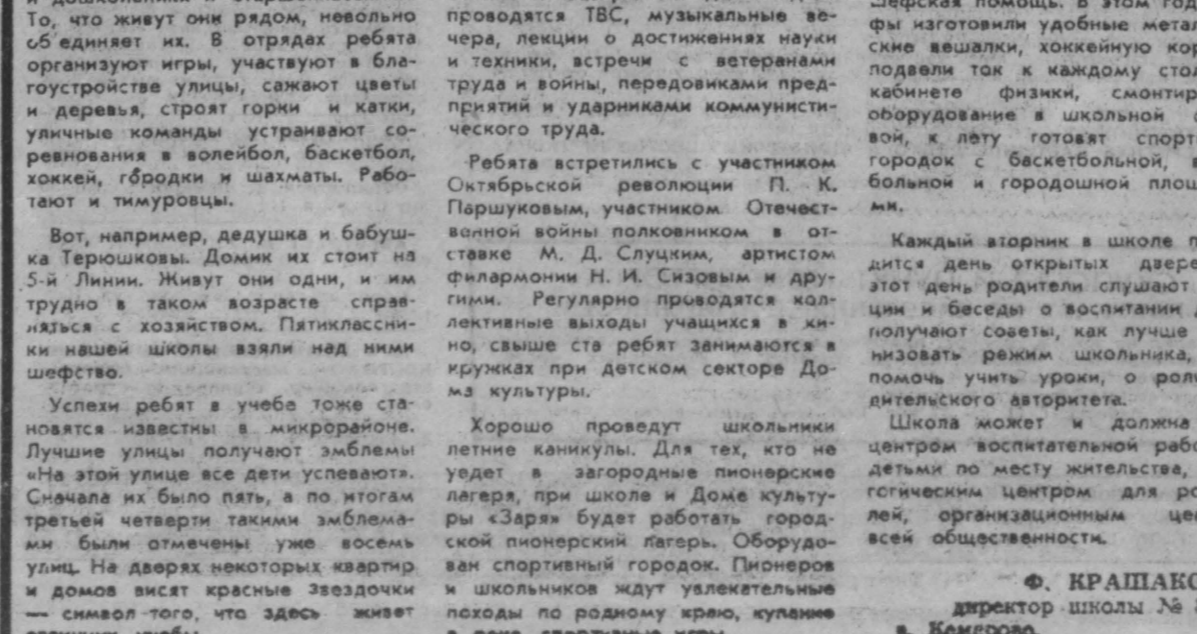 То, что живут они рядом, невольно
об'единяет их. В отрядах ребята
организуют игры, участвуют в бла-
гоустройстве улицы, сажают цветы
и деревья, строят горки и катки,
уличные команды устраивают со-
ревнования в волейбол, баскетбол,
хоккей, городки и шахматы. Рабо-
тают и тимуровцы.
Вот, например, дедушка и бабуш-
ка Терюшковы. Домик их стоит на
5-й Линии. Живут они одни, и им
трудно в таком возрасте справ-
ляться с хозяйством. Пятиклассни-
ки нашей школы взяли над ними
шефство.
Успехи ребят в учебе тоже ста-
новятся известны в микрорайоне.
Лучшие улицы получают эмблемы
«На этой улице все дети успевают».
Сначала их было пять, а по итогам
третьей четверти такими эмблема-
ми были отмечены уже восемь
улиц. На дверях некоторых квартир
и домов висят красные звездочки
— символ того, что здесь живет
проводятся ТВС, музыкальные ве-
чера, лекции о достижениях науки
и техники, встречи с ветеранами
труда и войны, передовиками пред-
приятий и ударниками коммунисти-
ческого труда.
Ребята встретились с участником
Октябрьской революции П. К.
Паршуковым, участником Отечест-
венной войны полковником в от-
ставке М. Д. Слуцким, артистом
филармонии Н. И. Сизовым и дру-
гими. Регулярно проводятся кол-
лективные выходы учащихся в ки-
но, свыше ста ребят занимаются в
кружках при детском секторе До-
ма культуры.
Хорошо проведут школьники
летние каникулы. Для тех, кто не
уедет в загородные пионерские
лагеря, при школе и Доме культу-
ры «Заря» будет работать город-
ской пионерский лагерь. Оборудо-
ван спортивный городок. Пионеров
и школьников ждут увлекательные
походы по родному краю, купание
в реке, спортивные игры.
шефская помощь. В этом год
фы изготовили удобные метал
ские вешалки, хоккейную кор
подвели ток к каждому стол
кабинете физики, смонтир
оборудование в школьной с
вой, к лету готовят спорт
городок с баскетбольной, в
больной и городошной площ
ми.
Каждый вторник в школе п
дится день открытых двере
этот день родители слушают
ции и беседы о воспитании
получают советы, как лучше
низовать режим школьника,
помочь учить уроки, о рол
дительского авторитета.
Школа может и должна
центром воспитательной рабо
детьми по месту жительства,
гогическим центром для ро
лей, организационным це
всей общественности.
Ф. КРАШАКО
директор школы №
г. Кемерово.